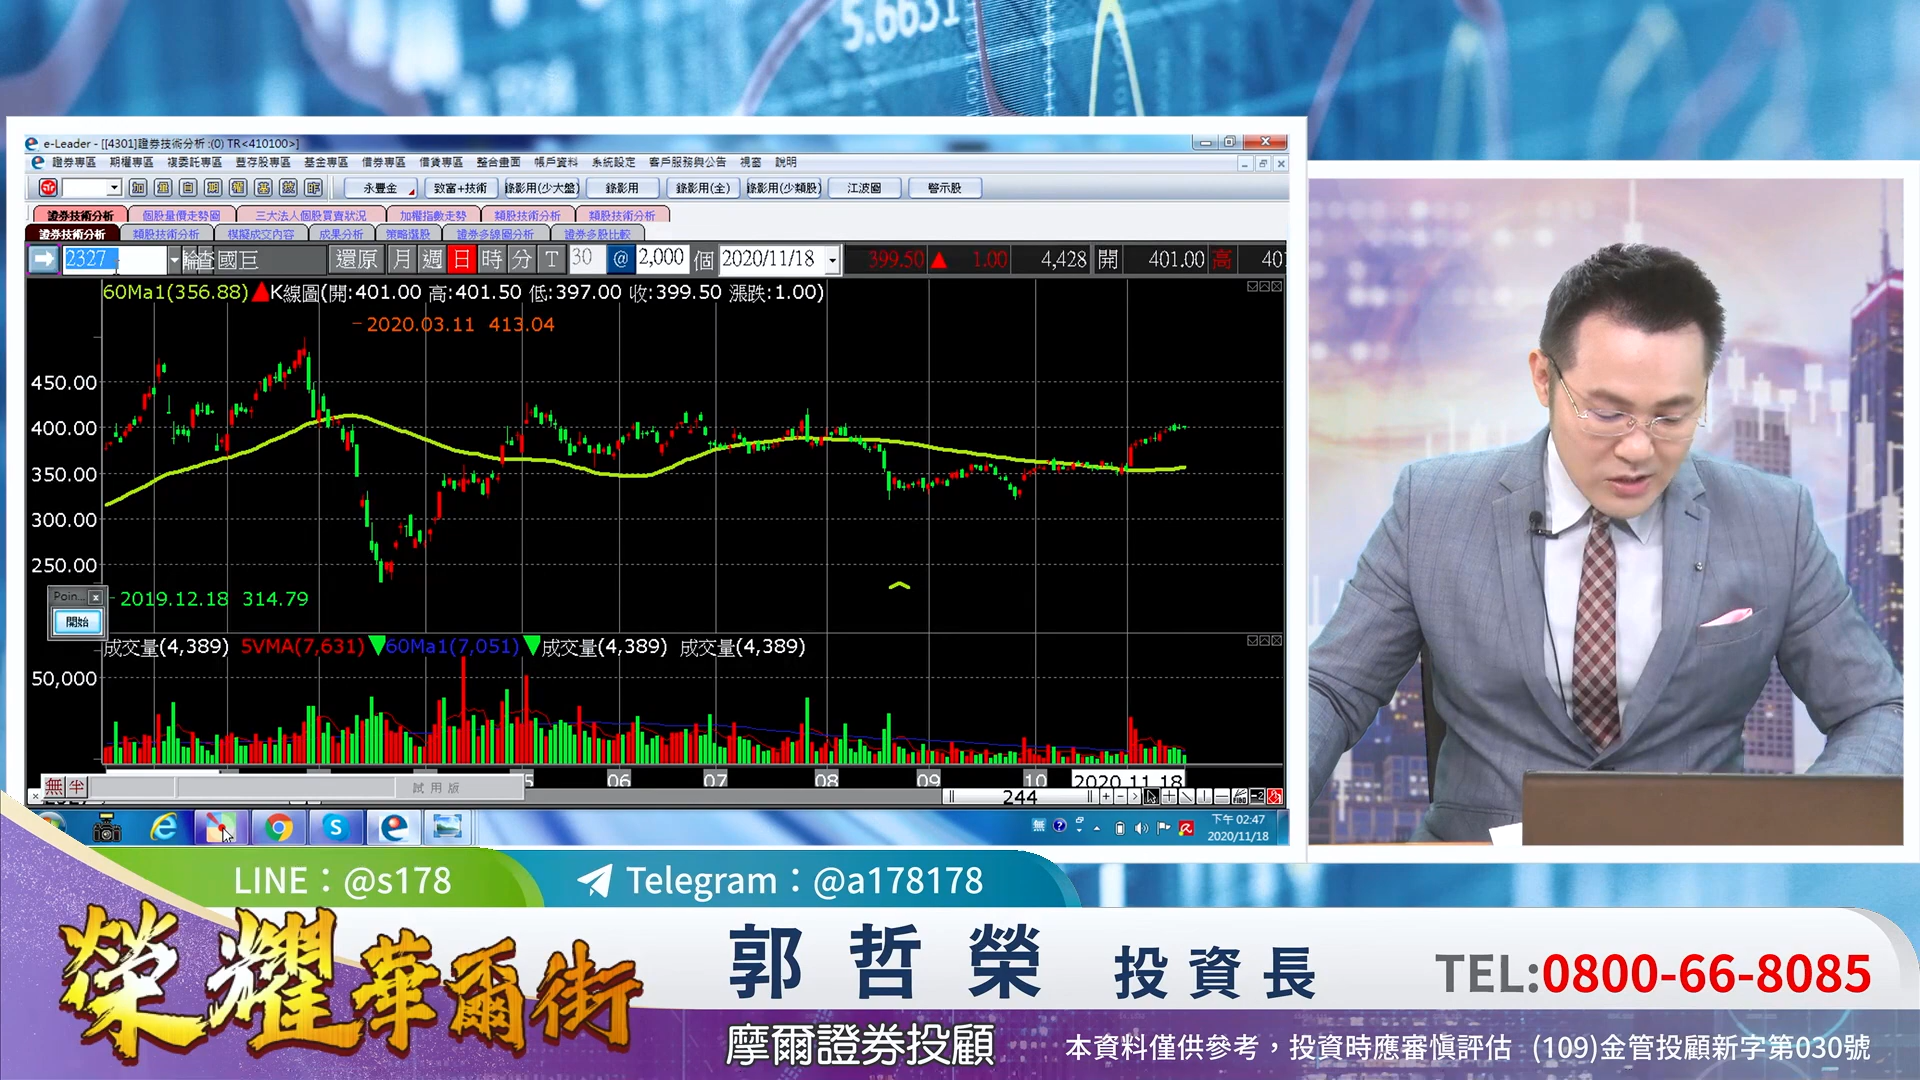 5.6631
e-Leader - [[4301]證券技術分析 :(0) TR<410100>]
證券專區 期權專區 複委託專區 豊存股專區 基金專區 借券專區 借貸專區 整合畫面 帳戶資料 系統設定 客戶服務與公告 視窗 說明
永豐金 致富+技術 錄影用(少大盤) 錄影用 錄影用(全) 錄影用(少類股) 江波圖 警示股
證券技術分析 個股量價走勢圖 三大法人個股買賣狀況 加權指數走勢 類股技術分析 類股技術分析
證券技術分析 類股技術分析 模擬成交內容 成果分析 策略選股 證券多線圖分析 證券多股比較
2327 國巨 還原 月 週 日 時 分 T 30 @ 2,000 個 2020/11/18 399.50 ▲ 1.00 4,428 開 401.00 高 401
60Ma1(356.88) ▲K線圖(開:401.00 高:401.50 低:397.00 收:399.50 漲跌:1.00)
2020.03.11 413.04
450.00
400.00
350.00
300.00
250.00
Poin... x
開始
2019.12.18 314.79
成交量(4,389) 5VMA(7,631) ▼60Ma1(7,051) ▼成交量(4,389) 成交量(4,389)
50,000
5 06 07 08 09 10 2020.11.18
無 半 試用版
244
下午 02:47
2020/11/18
LINE：@s178
Telegram：@a178178
榮耀華爾街
郭哲榮 投資長
TEL:0800-66-8085
摩爾證券投顧
本資料僅供參考，投資時應審慎評估 (109)金管投顧新字第030號